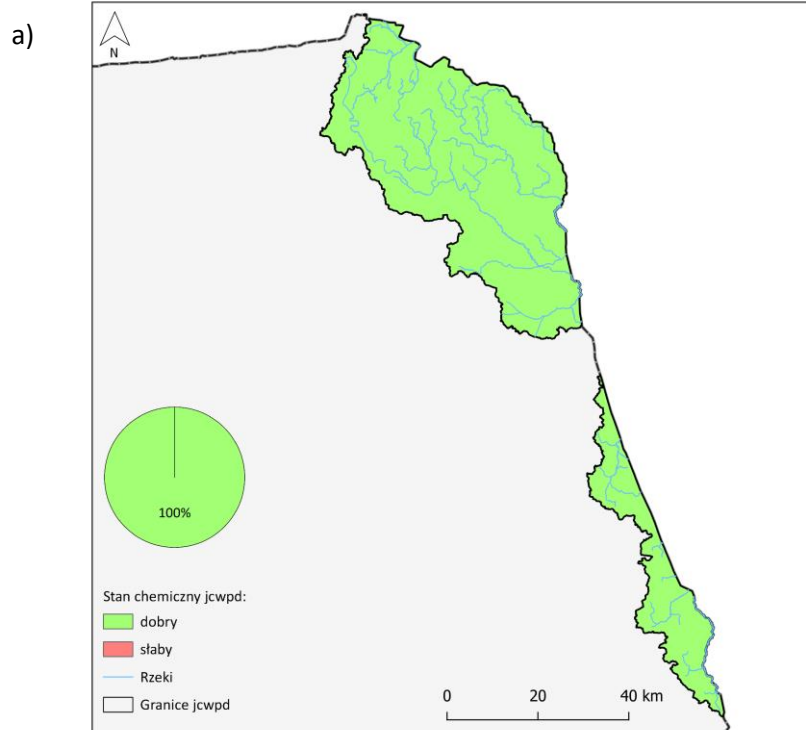 a)
N
100%
Stan chemiczny jcwpd:
dobry
słaby
Rzeki
Granice jcwpd
0 20 40 km